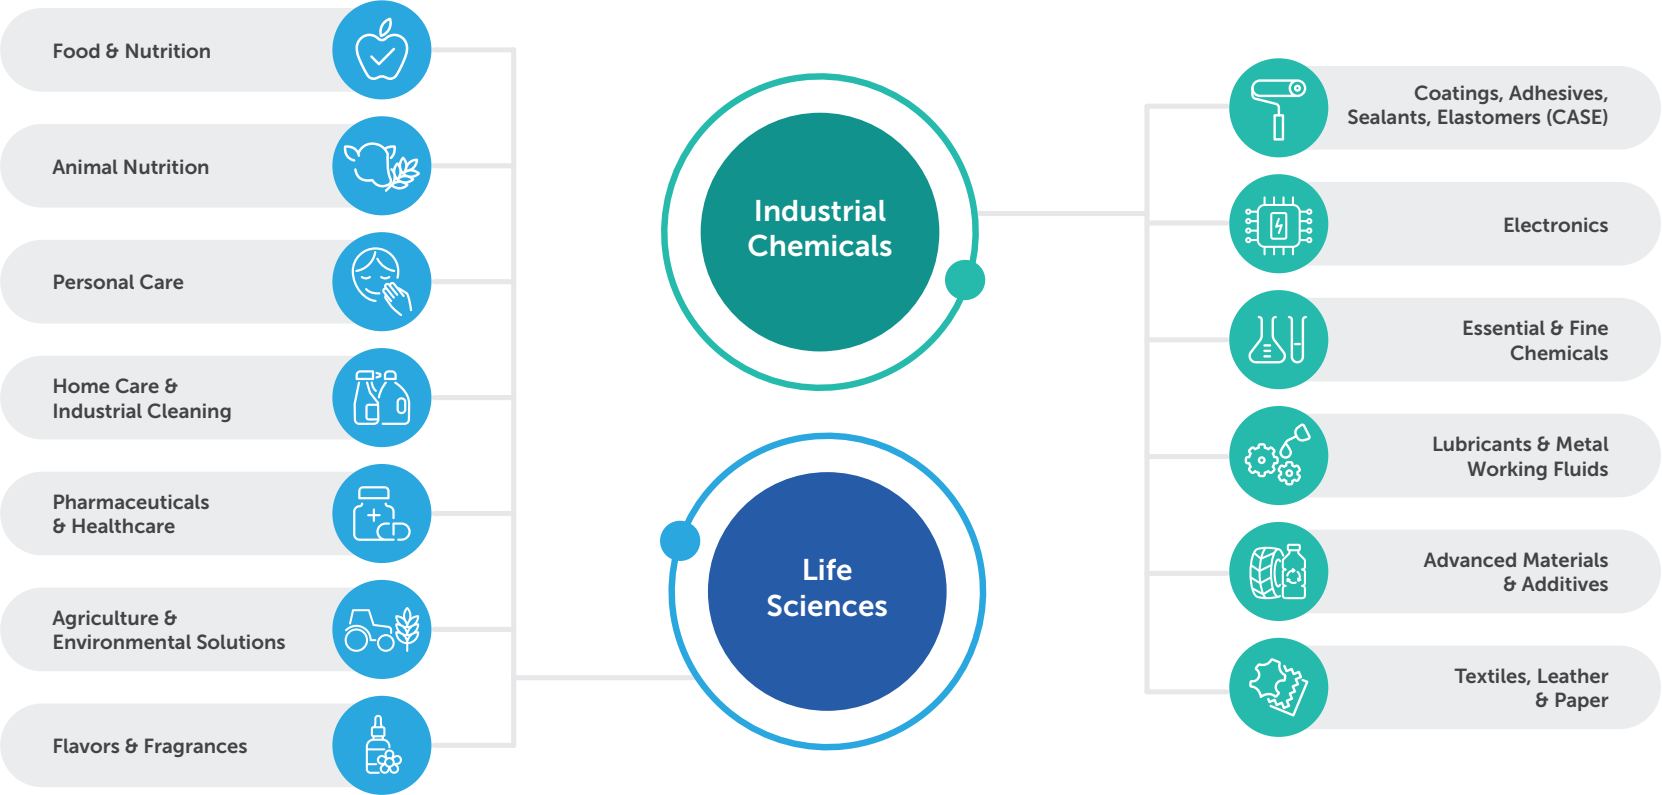 Food & Nutrition
Animal Nutrition
Personal Care
Home Care &
Industrial Cleaning
Pharmaceuticals
& Healthcare
Agriculture &
Environmental Solutions
Flavors & Fragrances
Industrial
Chemicals
Life
Sciences
Coatings, Adhesives,
Sealants, Elastomers (CASE)
Electronics
Essential & Fine
Chemicals
Lubricants & Metal
Working Fluids
Advanced Materials
& Additives
Textiles, Leather
& Paper